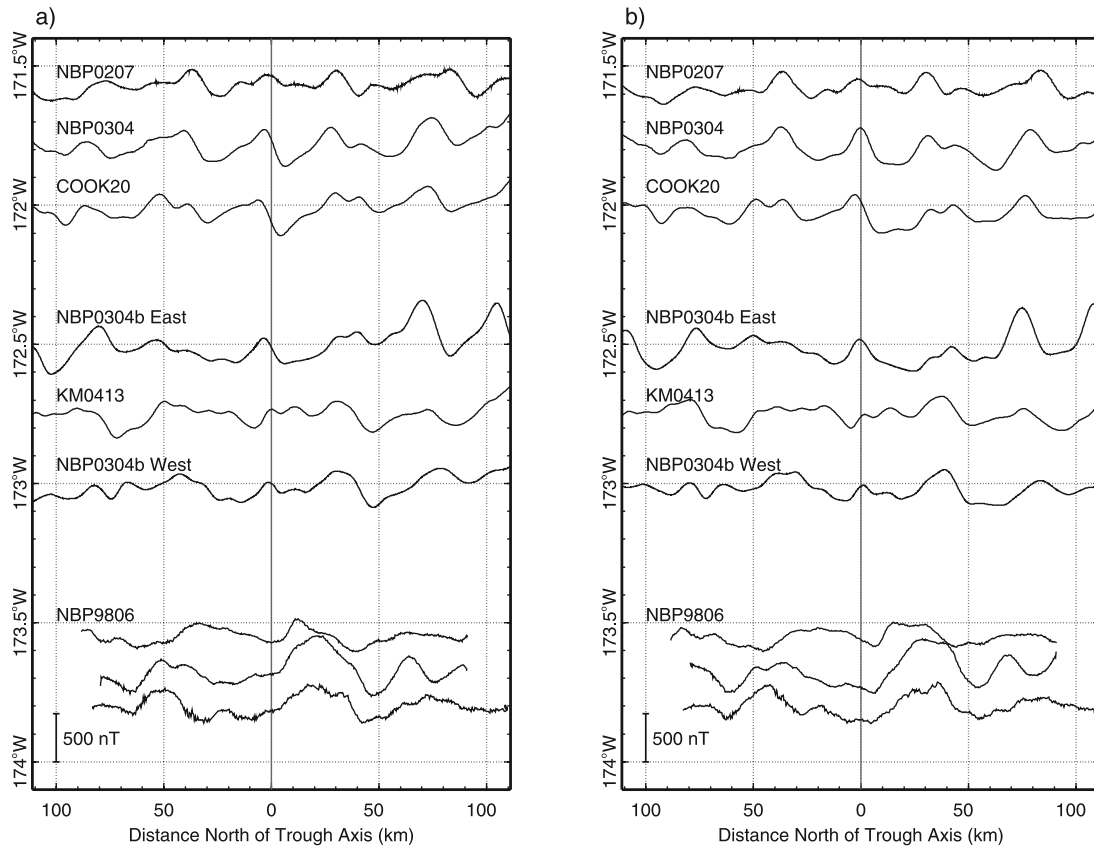 a)
171.5°W
172°W
172.5°W
173°W
173.5°W
174°W
NBP0207
NBP0304
COOK20
NBP0304b East
KM0413
NBP0304b West
NBP9806
500 nT
100 50 0 50 100
Distance North of Trough Axis (km)
b)
171.5°W
172°W
172.5°W
173°W
173.5°W
174°W
NBP0207
NBP0304
COOK20
NBP0304b East
KM0413
NBP0304b West
NBP9806
500 nT
100 50 0 50 100
Distance North of Trough Axis (km)